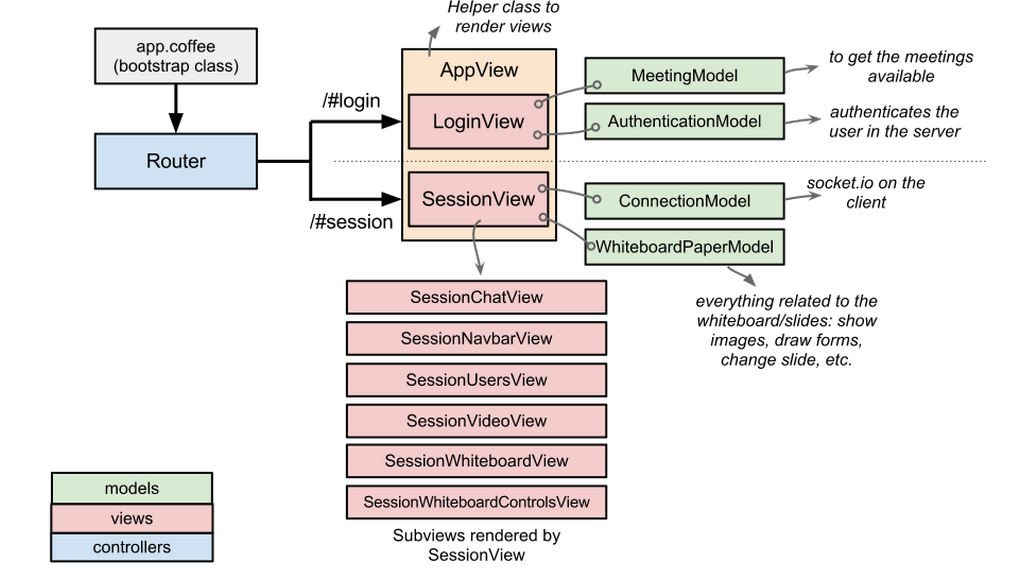 Helper class to
render views
app.coffee
(bootstrap class)
AppView
MeetingModel
to get the meetings
available
/#login
LoginView
AuthenticationModel
authenticates the
user in the server
Router
SessionView
ConnectionModel
socket.io on the
client
/#session
WhiteboardPaperModel
SessionChatView
everything related to the
whiteboard/slides: show
images, draw forms,
change slide, etc.
SessionNavbarView
SessionUsersView
SessionVideoView
SessionWhiteboardView
SessionWhiteboardControlsView
Subviews rendered by
SessionView
models
views
controllers